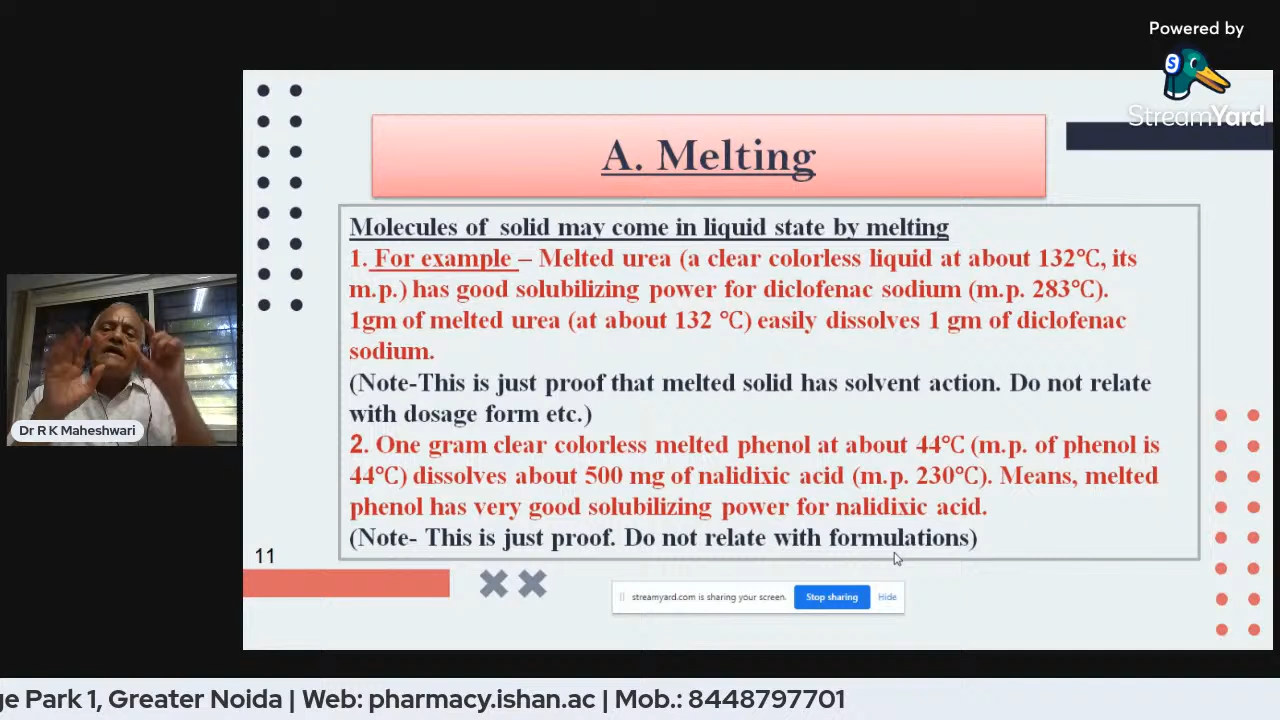 Powered by
StreamYard
A. Melting
Molecules of solid may come in liquid state by melting
1. For example – Melted urea (a clear colorless liquid at about 132℃, its
m.p.) has good solubilizing power for diclofenac sodium (m.p. 283℃).
1gm of melted urea (at about 132 ℃) easily dissolves 1 gm of diclofenac
sodium.
(Note-This is just proof that melted solid has solvent action. Do not relate
with dosage form etc.)
2. One gram clear colorless melted phenol at about 44℃ (m.p. of phenol is
44℃) dissolves about 500 mg of nalidixic acid (m.p. 230℃). Means, melted
phenol has very good solubilizing power for nalidixic acid.
(Note- This is just proof. Do not relate with formulations)
Dr R K Maheshwari
11
streamyard.com is sharing your screen.
Stop sharing
Hide
ge Park 1, Greater Noida | Web: pharmacy.ishan.ac | Mob.: 8448797701